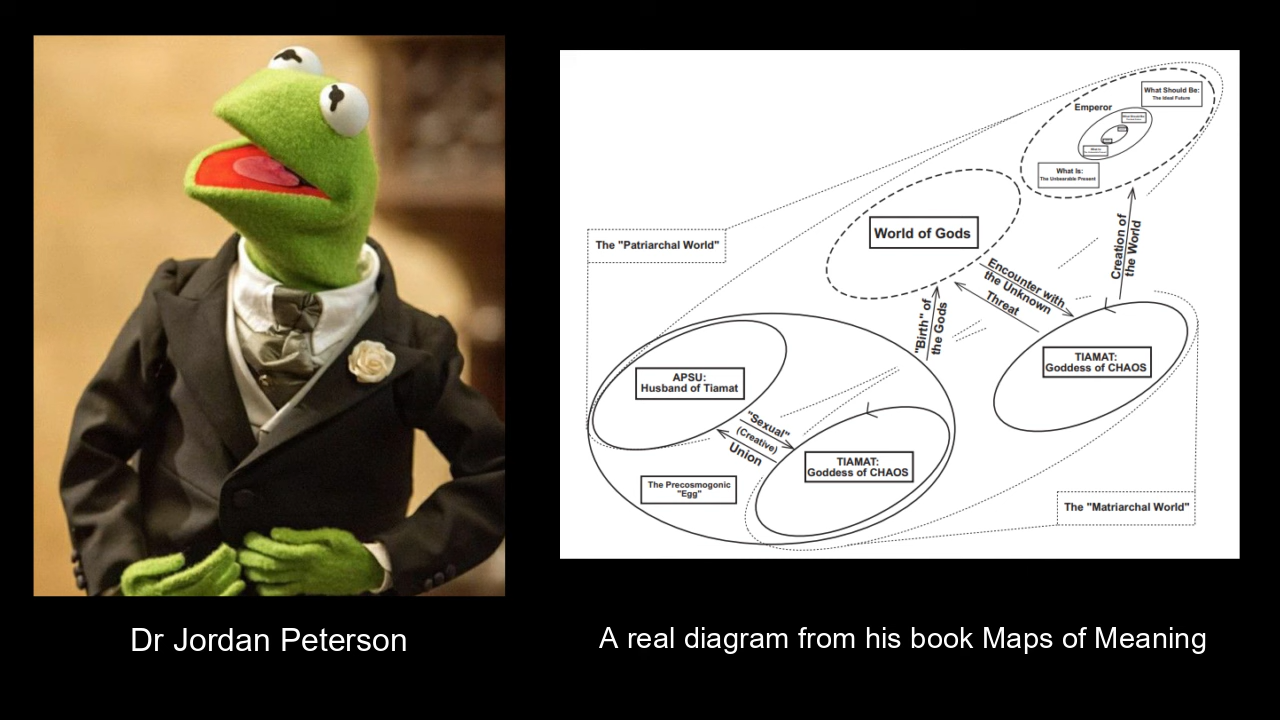 What Should Be:
The Ideal Future
Emperor
What Is:
The Unbearable Present
World of Gods
The "Patriarchal World"
Creation of
the World
Encounter with
the Unknown
Threat
"Birth" of
the Gods
TIAMAT:
Goddess of CHAOS
APSU:
Husband of Tiamat
"Sexual"
(Creative)
Union
TIAMAT:
Goddess of CHAOS
The Precosmogonic
"Egg"
The "Matriarchal World"
Dr Jordan Peterson
A real diagram from his book Maps of Meaning